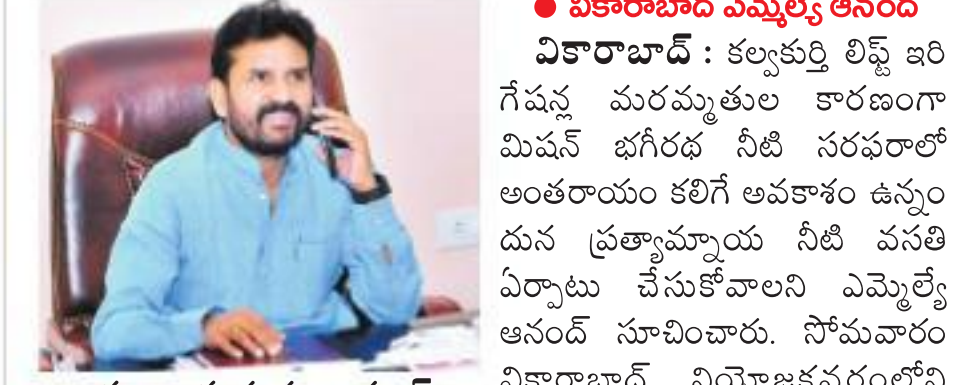 ● వికారాబాద్ ఎమ్మెల్యే ఆనంద్
వికారాబాద్ : కల్వకుర్తి లిఫ్ట్ ఇరి
గేషన్ల మరమ్మతుల కారణంగా
మిషన్ భగీరథ నీటి సరఫరాలో
అంతరాయం కలిగే అవకాశం ఉన్నం
దున ప్రత్యామ్నాయ నీటి వసతి
ఏర్పాటు చేసుకోవాలని ఎమ్మెల్యే
ఆనంద్ సూచించారు. సోమవారం
వికారాబాద్ నియోజకవర్గంలోని